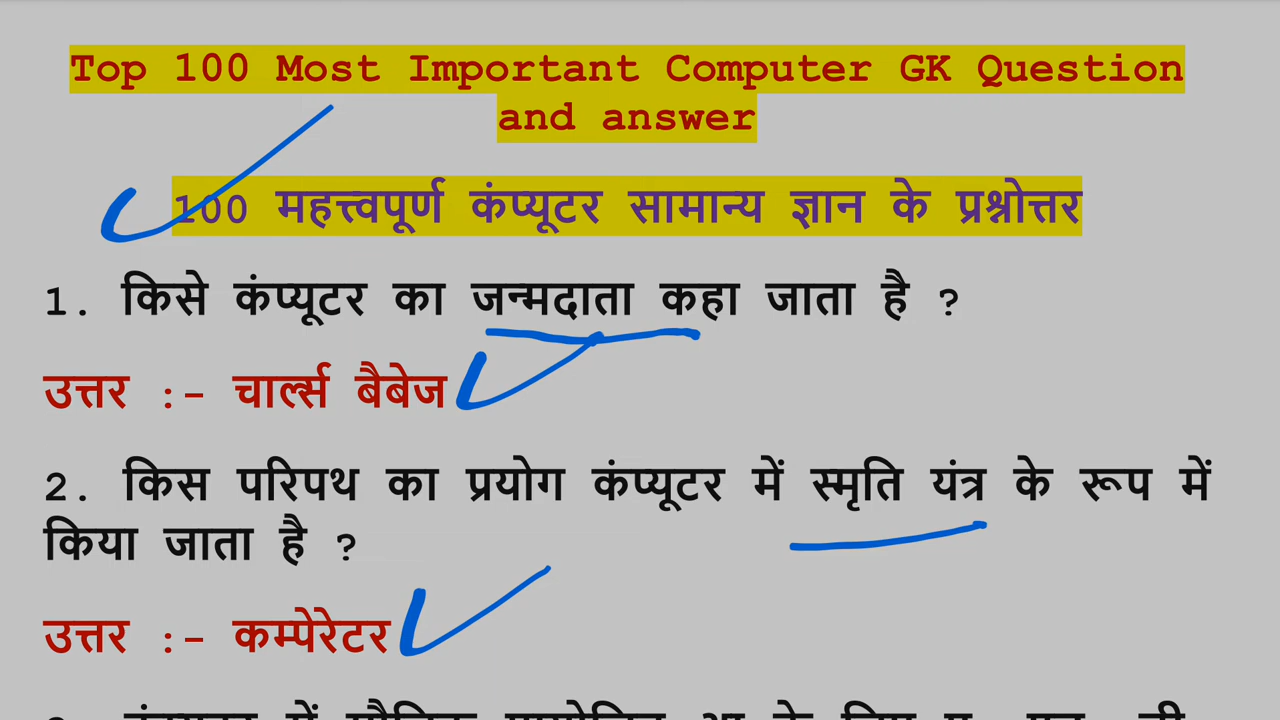 Top 100 Most Important Computer GK Question
and answer
100 महत्त्वपूर्ण कंप्यूटर सामान्य ज्ञान के प्रश्नोत्तर
1. किसे कंप्यूटर का जन्मदाता कहा जाता है ?
उत्तर :- चार्ल्स बैबेज
2. किस परिपथ का प्रयोग कंप्यूटर में स्मृति यंत्र के रूप में
किया जाता है ?
उत्तर :- कम्पेरेटर